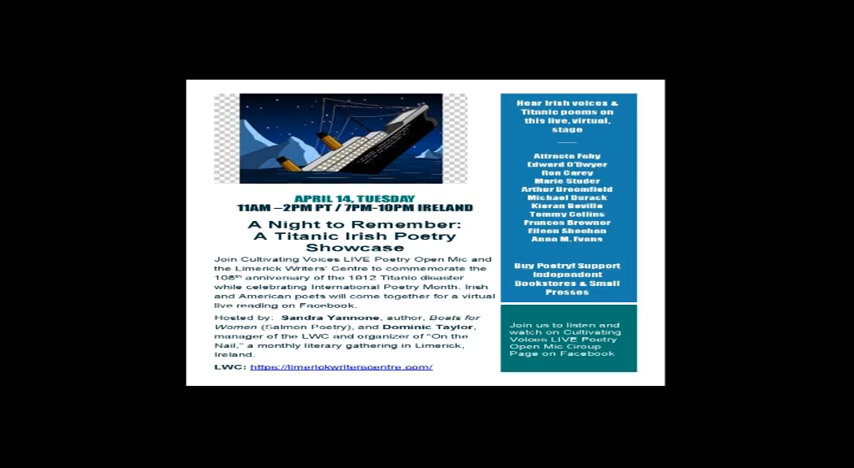 APRIL 14, TUESDAY
11AM –2PM PT / 7PM-10PM IRELAND
A Night to Remember:
A Titanic Irish Poetry
Showcase
Join Cultivating Voices LIVE Poetry Open Mic and
the Limerick Writers' Centre to commemorate the
108th anniversary of the 1912 Titanic disaster
while celebrating International Poetry Month. Irish
and American poets will come together for a virtual
live reading on Facebook.
Hosted by: Sandra Yannone, author, Boats for
Women (Salmon Poetry), and Dominic Taylor,
manager of the LWC and organizer of "On the
Nail," a monthly literary gathering in Limerick,
Ireland.
LWC: https://limerickwriterscentre.com/
Hear Irish voices &
Titanic poems on
this live, virtual,
stage
Attracta Fahy
Edward O'Dwyer
Ron Carey
Marie Studer
Arthur Broomfield
Michael Durack
Kieran Beville
Tommy Collins
Frances Browner
Eileen Sheehan
Anna M. Evans
Buy Poetry! Support
Independent
Bookstores & Small
Presses
Join us to listen and
watch on Cultivating
Voices LIVE Poetry
Open Mic Group
Page on Facebook